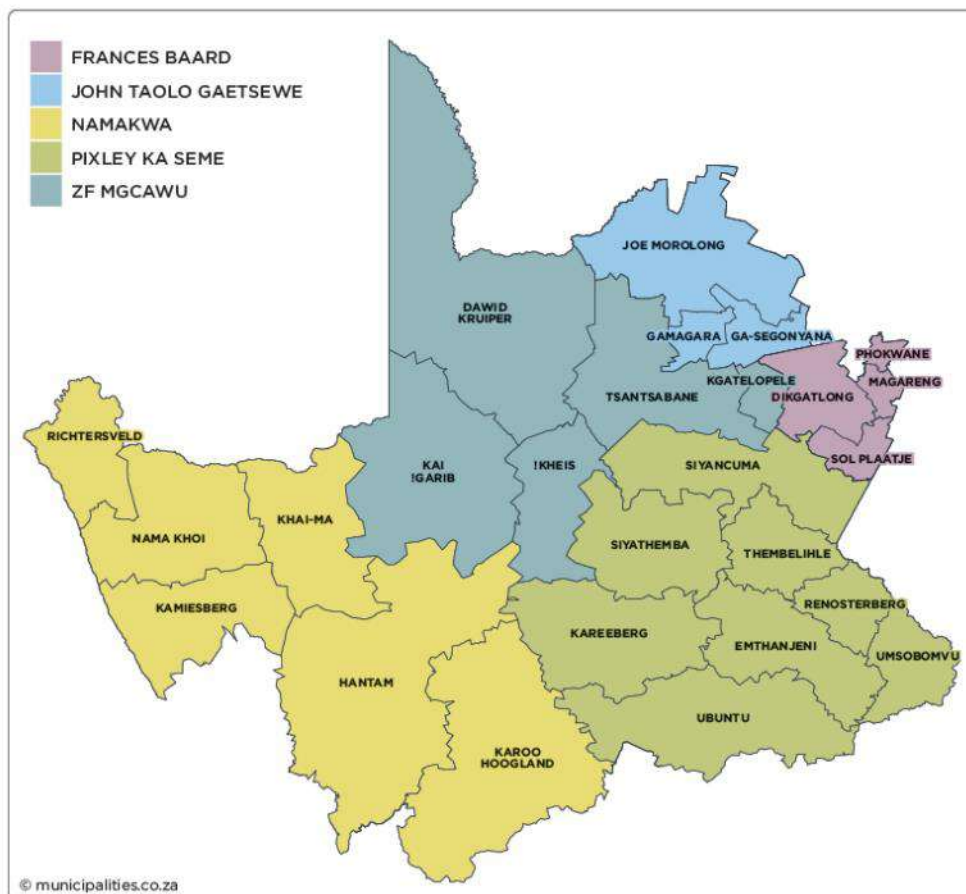 FRANCES BAARD
JOHN TAOLO GAETSEWE
NAMAKWA
PIXLEY KA SEME
ZF MGCAWU
JOE MOROLONG
DAWID
KRUIPER
GAMAGARA
GA-SEGONYANA
PHOKWANE
KGATELOPELE
MAGARENG
TSANTSABANE
DIKGATLONG
RICHTERSVELD
SOL PLAATJE
KAI
!GARIB
!KHEIS
SIYANCUMA
KHAI-MA
NAMA KHOI
SIYATHEMBA
THEMBELIHLE
KAMIESBERG
RENOSTERBERG
KAREEBERG
EMTHANJENI
UMSOBOMVU
HANTAM
UBUNTU
KAROO
HOOGLAND
© municipalities.co.za